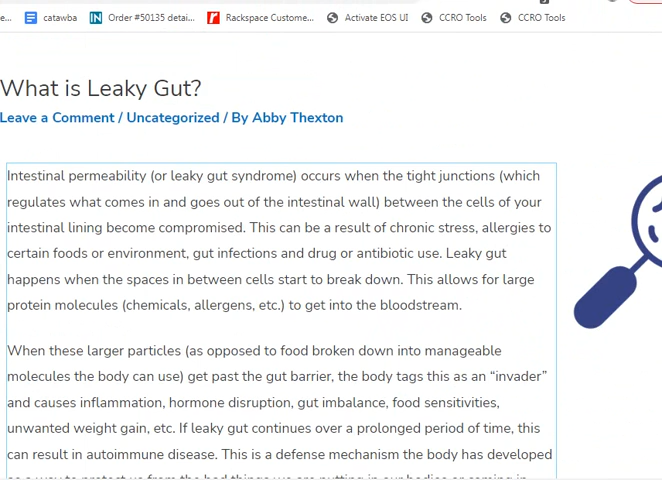 e... catawba Order #50135 detai... Rackspace Custome... Activate EOS UI CCRO Tools CCRO Tools
What is Leaky Gut?
Leave a Comment / Uncategorized / By Abby Thexton
Intestinal permeability (or leaky gut syndrome) occurs when the tight junctions (which
regulates what comes in and goes out of the intestinal wall) between the cells of your
intestinal lining become compromised. This can be a result of chronic stress, allergies to
certain foods or environment, gut infections and drug or antibiotic use. Leaky gut
happens when the spaces in between cells start to break down. This allows for large
protein molecules (chemicals, allergens, etc.) to get into the bloodstream.
When these larger particles (as opposed to food broken down into manageable
molecules the body can use) get past the gut barrier, the body tags this as an “invader”
and causes inflammation, hormone disruption, gut imbalance, food sensitivities,
unwanted weight gain, etc. If leaky gut continues over a prolonged period of time, this
can result in autoimmune disease. This is a defense mechanism the body has developed